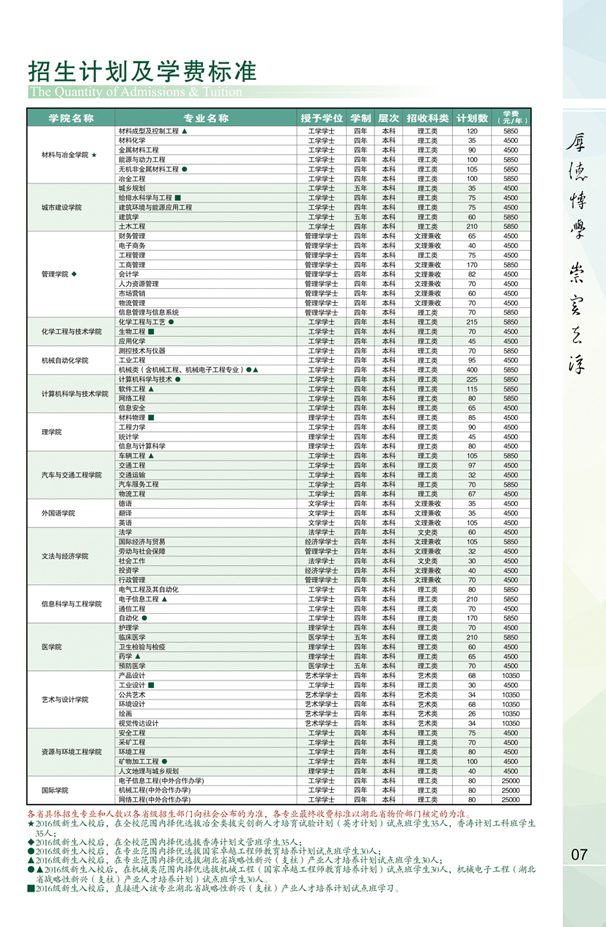 招生计划及学费标准
The Quantity of Admissions & Tuition
学院名称 专业名称 授予学位 学制 层次 招收科类 计划数 学费（元/年）
材料与冶金学院 ★
材料成型及控制工程 ▲ 工学学士 四年 本科 理工类 120 5850
材料化学 工学学士 四年 本科 理工类 35 4500
金属材料工程 工学学士 四年 本科 理工类 90 4500
能源与动力工程 工学学士 四年 本科 理工类 100 5850
无机非金属材料工程 ● 工学学士 四年 本科 理工类 105 5850
冶金工程 工学学士 四年 本科 理工类 100 5850
城市建设学院
城乡规划 工学学士 五年 本科 理工类 35 4500
给排水科学与工程 ■ 工学学士 四年 本科 理工类 75 4500
建筑环境与能源应用工程 工学学士 四年 本科 理工类 75 4500
建筑学 工学学士 五年 本科 理工类 60 5850
土木工程 工学学士 四年 本科 理工类 210 5850
管理学院 ◆
财务管理 管理学学士 四年 本科 文理兼收 65 4500
电子商务 管理学学士 四年 本科 文理兼收 40 4500
工程管理 管理学学士 四年 本科 理工类 75 4500
工商管理 管理学学士 四年 本科 文理兼收 170 5850
会计学 管理学学士 四年 本科 文理兼收 82 4500
人力资源管理 管理学学士 四年 本科 文理兼收 70 4500
市场营销 管理学学士 四年 本科 文理兼收 60 4500
物流管理 管理学学士 四年 本科 文理兼收 70 4500
信息管理与信息系统 管理学学士 四年 本科 理工类 70 5850
化学工程与技术学院
化学工程与工艺 ● 工学学士 四年 本科 理工类 215 5850
生物工程 ■ 工学学士 四年 本科 理工类 70 4500
应用化学 工学学士 四年 本科 理工类 45 4500
机械自动化学院
测控技术与仪器 工学学士 四年 本科 理工类 70 5850
工业工程 工学学士 四年 本科 理工类 95 4500
机械类（含机械工程、机械电子工程专业）●▲ 工学学士 四年 本科 理工类 400 5850
计算机科学与技术学院
计算机科学与技术 ● 工学学士 四年 本科 理工类 225 5850
软件工程 ▲ 工学学士 四年 本科 理工类 115 5850
网络工程 工学学士 四年 本科 理工类 80 5850
信息安全 工学学士 四年 本科 理工类 65 4500
理学院
材料物理 ■ 理学学士 四年 本科 理工类 85 4500
工程力学 工学学士 四年 本科 理工类 90 4500
统计学 理学学士 四年 本科 理工类 45 4500
信息与计算科学 理学学士 四年 本科 理工类 80 4500
汽车与交通工程学院
车辆工程 ▲ 工学学士 四年 本科 理工类 105 5850
交通工程 工学学士 四年 本科 理工类 97 4500
交通运输 工学学士 四年 本科 理工类 32 4500
汽车服务工程 工学学士 四年 本科 理工类 70 5850
物流工程 工学学士 四年 本科 理工类 67 4500
外国语学院
德语 文学学士 四年 本科 文理兼收 35 4500
翻译 文学学士 四年 本科 文理兼收 35 4500
英语 文学学士 四年 本科 文理兼收 105 4500
文法与经济学院
法学 法学学士 四年 本科 文史类 60 4500
国际经济与贸易 经济学学士 四年 本科 文理兼收 105 5850
劳动与社会保障 管理学学士 四年 本科 文理兼收 32 4500
社会工作 法学学士 四年 本科 文史类 30 4500
投资学 经济学学士 四年 本科 文理兼收 40 4500
行政管理 管理学学士 四年 本科 文理兼收 70 4500
信息科学与工程学院
电气工程及其自动化 工学学士 四年 本科 理工类 80 5850
电子信息工程 ▲ 工学学士 四年 本科 理工类 210 5850
通信工程 工学学士 四年 本科 理工类 70 4500
自动化 ● 工学学士 四年 本科 理工类 170 5850
医学院
护理学 理学学士 四年 本科 理工类 70 4500
临床医学 医学学士 五年 本科 理工类 210 5850
卫生检验与检疫 理学学士 四年 本科 理工类 60 4500
药学 ▲ 理学学士 四年 本科 理工类 65 4500
预防医学 医学学士 五年 本科 理工类 70 4500
艺术与设计学院
产品设计 艺术学学士 四年 本科 艺术类 68 10350
工业设计 ■ 工学学士 四年 本科 理工类 30 4500
公共艺术 艺术学学士 四年 本科 艺术类 34 10350
环境设计 艺术学学士 四年 本科 艺术类 68 10350
绘画 艺术学学士 四年 本科 艺术类 26 10350
视觉传达设计 艺术学学士 四年 本科 艺术类 34 10350
资源与环境工程学院
安全工程 工学学士 四年 本科 理工类 75 4500
采矿工程 工学学士 四年 本科 理工类 70 4500
环境工程 工学学士 四年 本科 理工类 80 4500
矿物加工工程 ● 工学学士 四年 本科 理工类 100 4500
人文地理与城乡规划 理学学士 四年 本科 理工类 40 4500
国际学院
电子信息工程(中外合作办学) 工学学士 四年 本科 理工类 80 25000
机械工程(中外合作办学) 工学学士 四年 本科 理工类 80 25000
网络工程(中外合作办学) 工学学士 四年 本科 理工类 80 25000
各省具体招生专业和人数以各省级招生部门向社会公布的为准，各专业最终收费标准以湖北省物价部门核定的为准。
★2016级新生入校后，在全校范围内择优选拔冶金类拔尖创新人才培育试验计划（英才计划）试点班学生35人，香涛计划工科班学生
35人；
◆2016级新生入校后，在全校范围内择优选拔香涛计划文管班学生35人；
●2016级新生入校后，在专业范围内择优选拔国家卓越工程师教育培养计划试点班学生30人；
▲2016级新生入校后，在专业范围内择优选拔湖北省战略性新兴（支柱）产业人才培养计划试点班学生30人；
●▲2016级新生入校后，在机械类范围内择优选拔机械工程（国家卓越工程师教育培养计划）试点班学生30人，机械电子工程（湖北
省战略性新兴（支柱）产业人才培养计划）试点班学生30人。
■2016级新生入校后，直接进入该专业湖北省战略性新兴（支柱）产业人才培养计划试点班学习。
厚德博學 崇實去浮
07